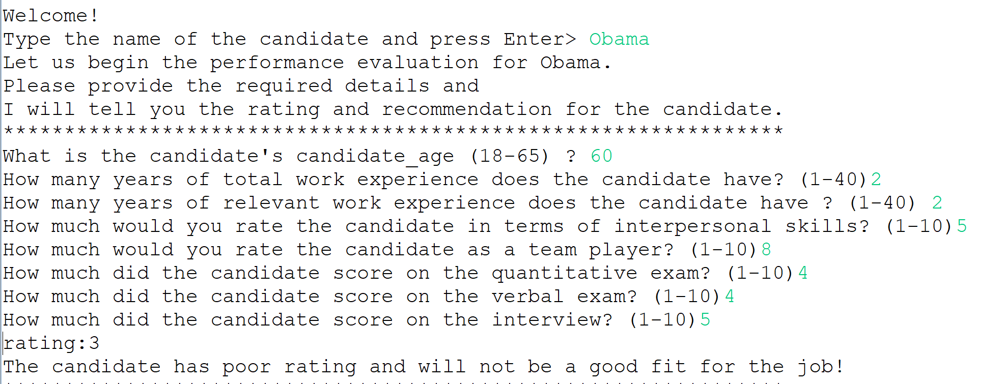 Welcome!
Type the name of the candidate and press Enter> Obama
Let us begin the performance evaluation for Obama.
Please provide the required details and
I will tell you the rating and recommendation for the candidate.
****************************************************************
What is the candidate's candidate_age (18-65) ? 60
How many years of total work experience does the candidate have? (1-40)2
How many years of relevant work experience does the candidate have ? (1-40) 2
How much would you rate the candidate in terms of interpersonal skills? (1-10)5
How much would you rate the candidate as a team player? (1-10)8
How much did the candidate score on the quantitative exam? (1-10)4
How much did the candidate score on the verbal exam? (1-10)4
How much did the candidate score on the interview? (1-10)5
rating:3
The candidate has poor rating and will not be a good fit for the job!